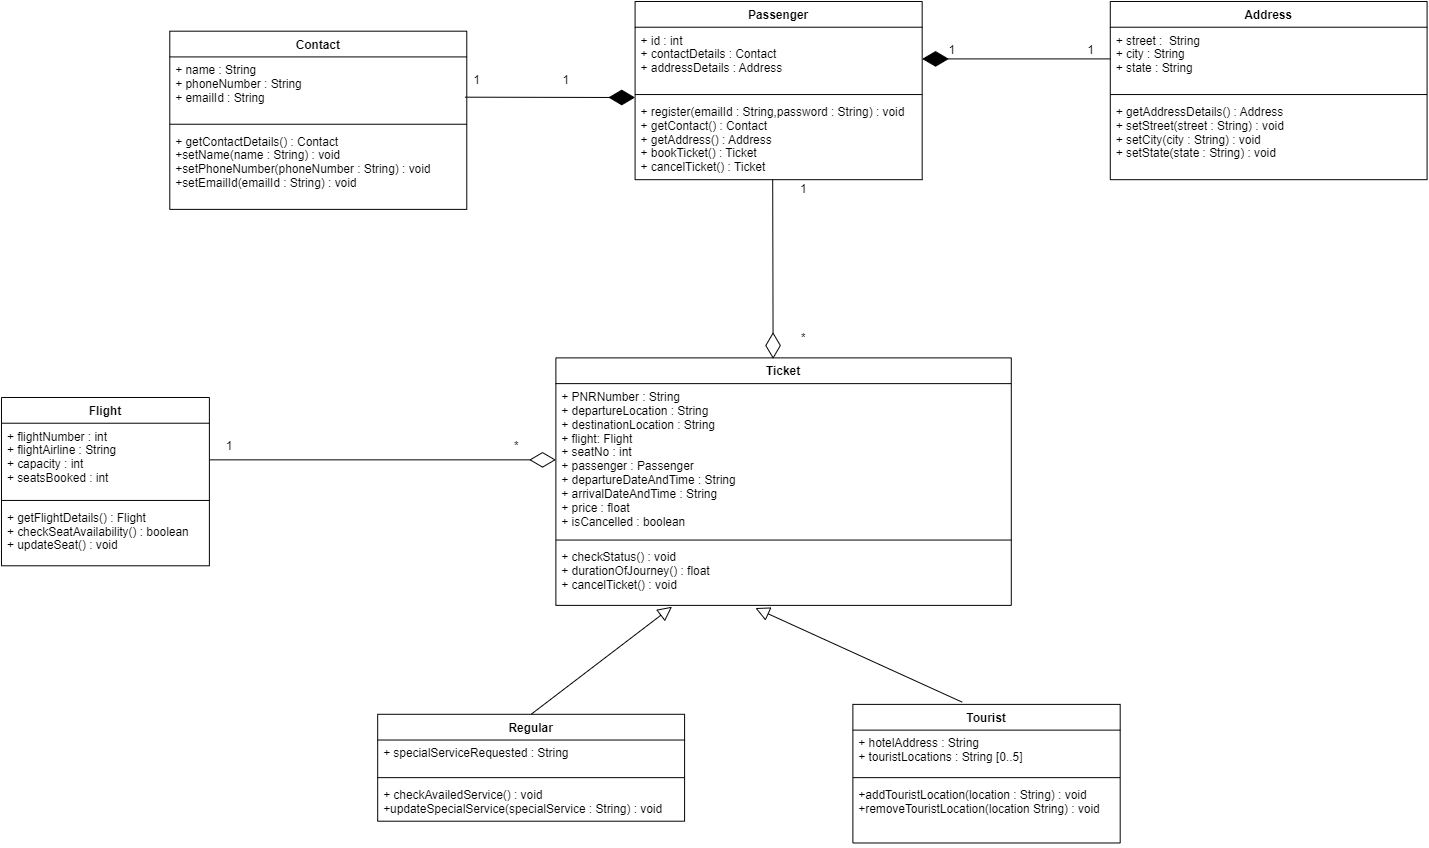 Contact
+ name : String
+ phoneNumber : String
+ emailId : String
+ getContactDetails() : Contact
+setName(name : String) : void
+setPhoneNumber(phoneNumber : String) : void
+setEmailId(emailId : String) : void
1
1
Passenger
+ id : int
+ contactDetails : Contact
+ addressDetails : Address
+ register(emailId : String,password : String) : void
+ getContact() : Contact
+ getAddress() : Address
+ bookTicket() : Ticket
+ cancelTicket() : Ticket
1
1
Address
+ street :  String
+ city : String
+ state : String
+ getAddressDetails() : Address
+ setStreet(street : String) : void
+ setCity(city : String) : void
+ setState(state : String) : void
1
*
Flight
+ flightNumber : int
+ flightAirline : String
+ capacity : int
+ seatsBooked : int
+ getFlightDetails() : Flight
+ checkSeatAvailability() : boolean
+ updateSeat() : void
1
*
Ticket
+ PNRNumber : String
+ departureLocation : String
+ destinationLocation : String
+ flight: Flight
+ seatNo : int
+ passenger : Passenger
+ departureDateAndTime : String
+ arrivalDateAndTime : String
+ price : float
+ isCancelled : boolean
+ checkStatus() : void
+ durationOfJourney() : float
+ cancelTicket() : void
Regular
+ specialServiceRequested : String
+ checkAvailedService() : void
+updateSpecialService(specialService : String) : void
Tourist
+ hotelAddress : String
+ touristLocations : String [0..5]
+addTouristLocation(location : String) : void
+removeTouristLocation(location String) : void